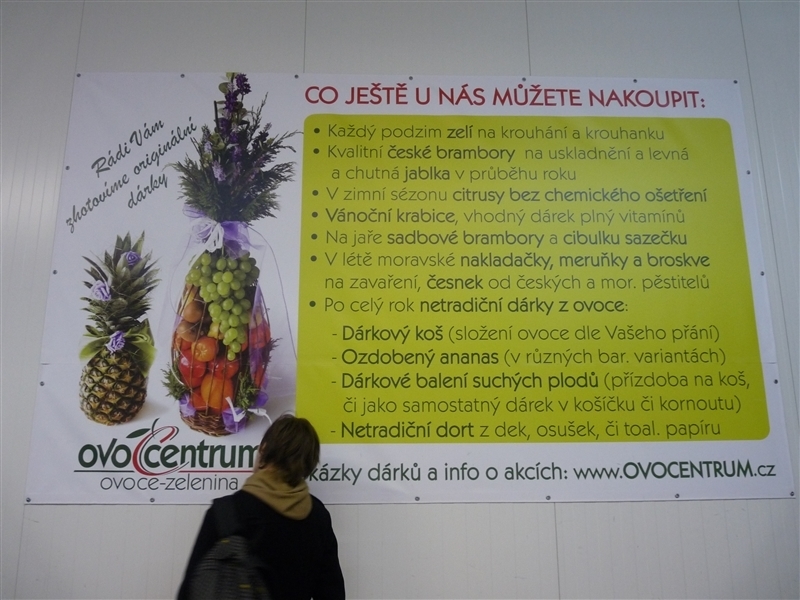 Rádi Vám
zhotovíme originální
dárky
CO JEŠTĚ U NÁS MŮŽETE NAKOUPIT:
• Každý podzim zelí na krouhání a krouhanku
• Kvalitní české brambory na uskladnění a levná
a chutná jablka v průběhu roku
• V zimní sézonu citrusy bez chemického ošetření
• Vánoční krabice, vhodný dárek plný vitamínů
• Na jaře sadbové brambory a cibulku sazečku
• V létě moravské nakladačky, meruňky a broskve
na zavaření, česnek od českých a mor. pěstitelů
• Po celý rok netradiční dárky z ovoce:
- Dárkový koš (složení ovoce dle Vašeho přání)
- Ozdobený ananas (v různých bar. variantách)
- Dárkové balení suchých plodů (přízdoba na koš,
či jako samostatný dárek v košíčku či kornoutu)
- Netradiční dort z dek, osušek, či toal. papíru
ovocentrum
ovoce-zelenina
kázky dárků a info o akcích: www.OVOCENTRUM.cz